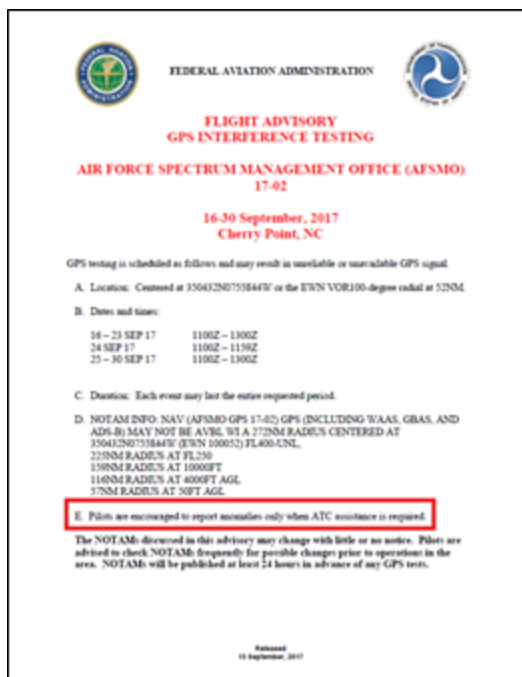 FEDERAL AVIATION ADMINISTRATION
FLIGHT ADVISORY
GPS INTERFERENCE TESTING
AIR FORCE SPECTRUM MANAGEMENT OFFICE (AFSMO)
17-02
16-30 September, 2017
Cherry Point, NC
GPS testing is scheduled as follows and may result in unreliable or unavailable GPS signal.
A. Location: Centered at 350432N0755844W or the EWN VOR100-degree radial at 52NM.
B. Dates and times:
16 – 23 SEP 17 1100Z – 1300Z
24 SEP 17 1100Z – 1159Z
25 – 30 SEP 17 1100Z – 1300Z
C. Duration: Each event may last the entire requested period.
D. NOTAM INFO: NAV (AFSMO GPS 17-02) GPS (INCLUDING WAAS, GBAS, AND
ADS-B) MAY NOT BE AVBL WI A 272NM RADIUS CENTERED AT
350432N0755844W (EWN 100052) FL400-UNL,
225NM RADIUS AT FL250
159NM RADIUS AT 10000FT
116NM RADIUS AT 4000FT AGL
57NM RADIUS AT 50FT AGL
E. Pilots are encouraged to report anomalies only when ATC assistance is required.
The NOTAMs discussed in this advisory may change with little or no notice. Pilots are
advised to check NOTAMs frequently for possible changes prior to operations in the
area. NOTAMs will be published at least 24 hours in advance of any GPS tests.
Released
13 September, 2017